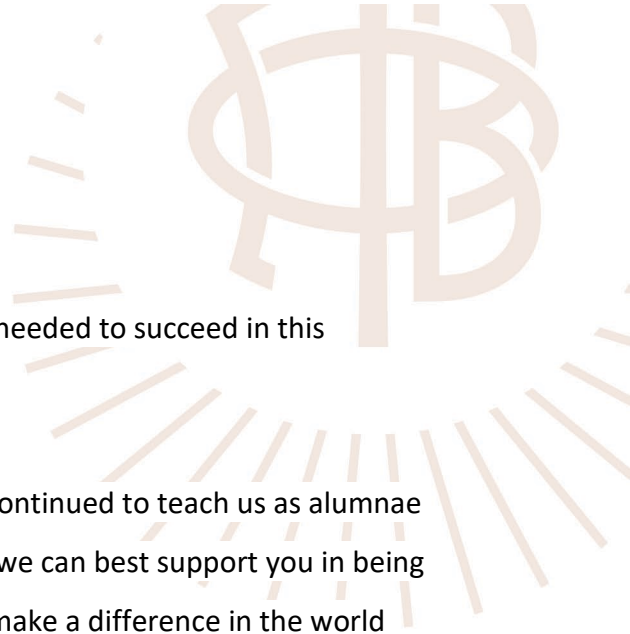 needed to succeed in this
ontinued to teach us as alumnae
we can best support you in being
make a difference in the world